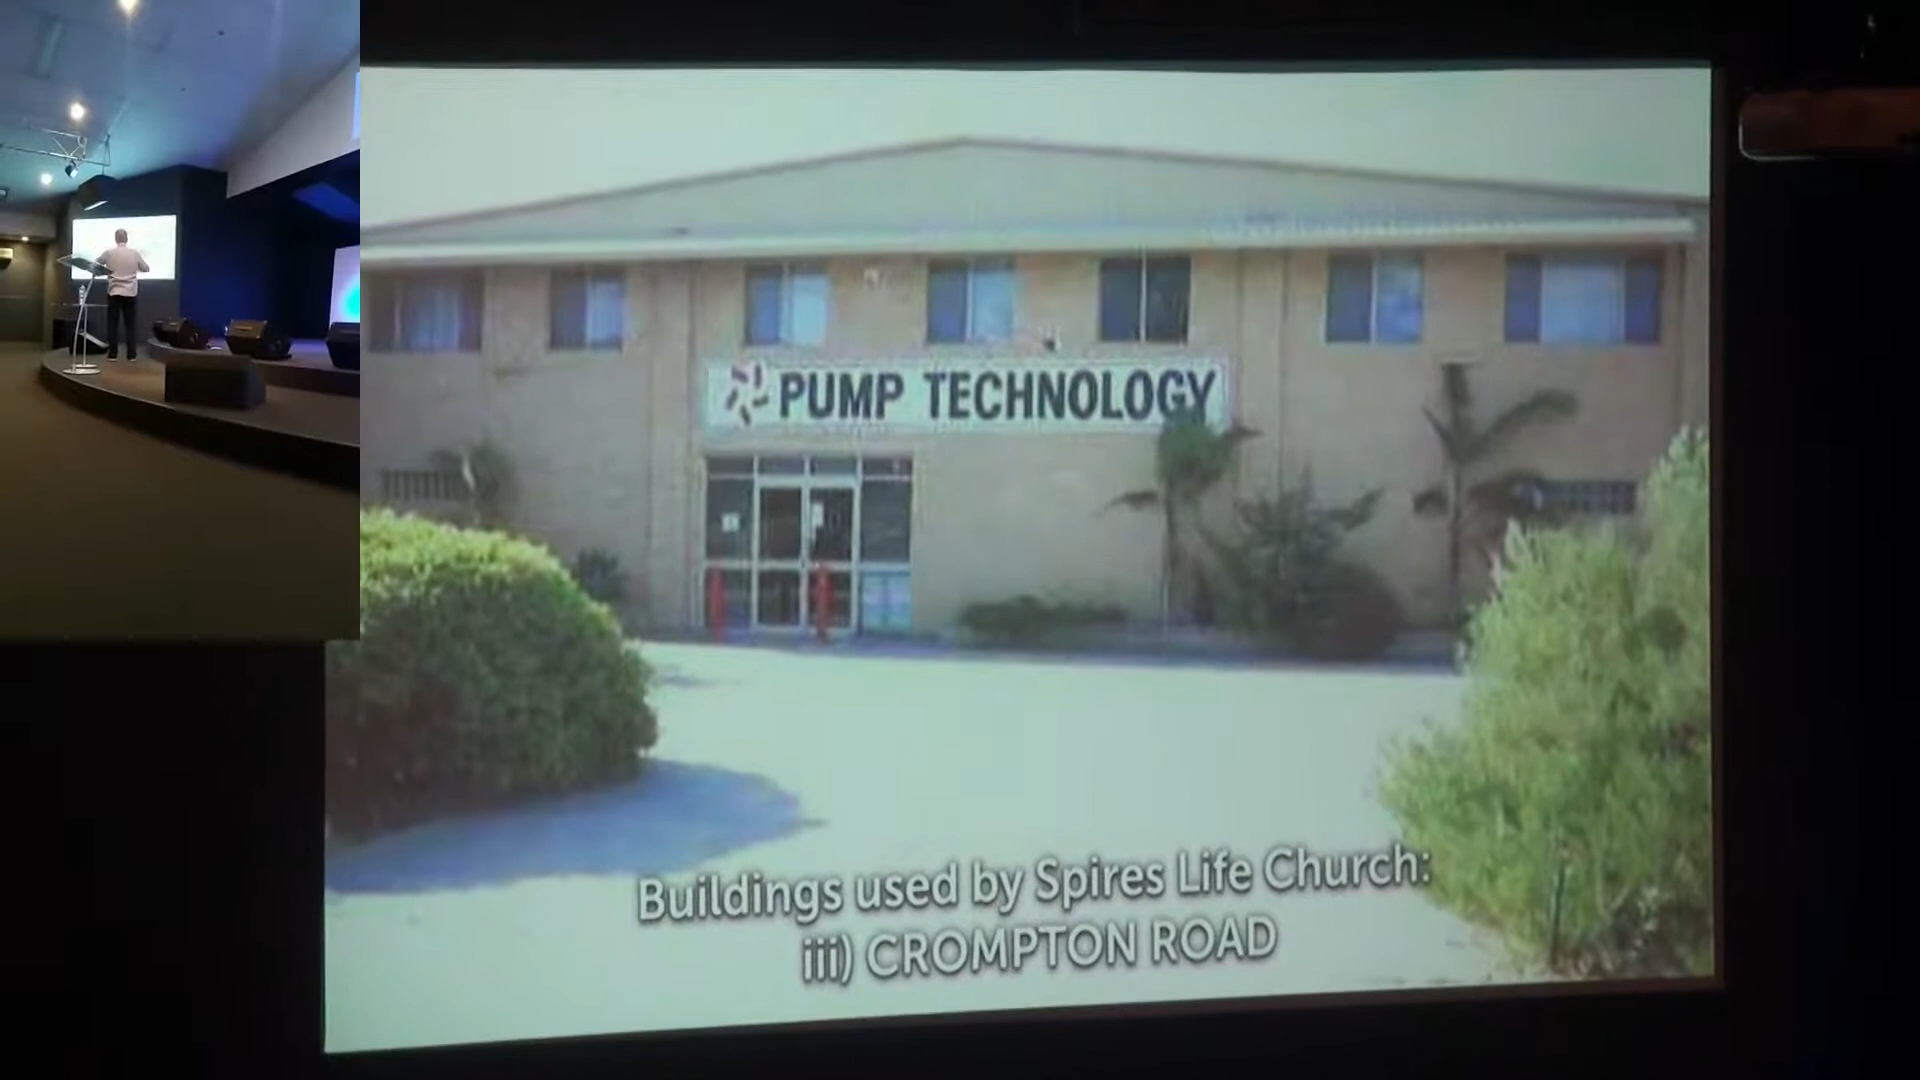 PUMP TECHNOLOGY
Buildings used by Spires Life Church:
iii) CROMPTON ROAD